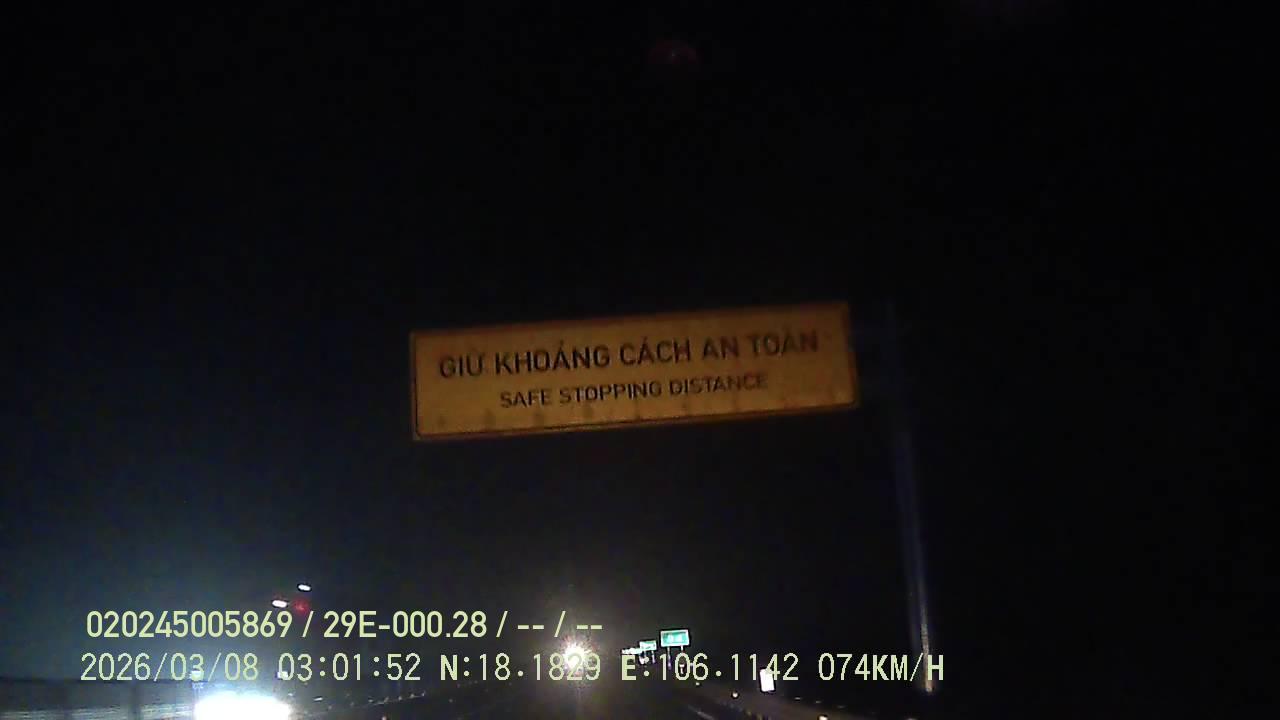 GIỮ KHOẢNG CÁCH AN TOÀN
SAFE STOPPING DISTANCE
020245005869 / 29E-000.28 / -- / --
2026/03/08 03:01:52 N:18.1829 E:106.1142 074KM/H